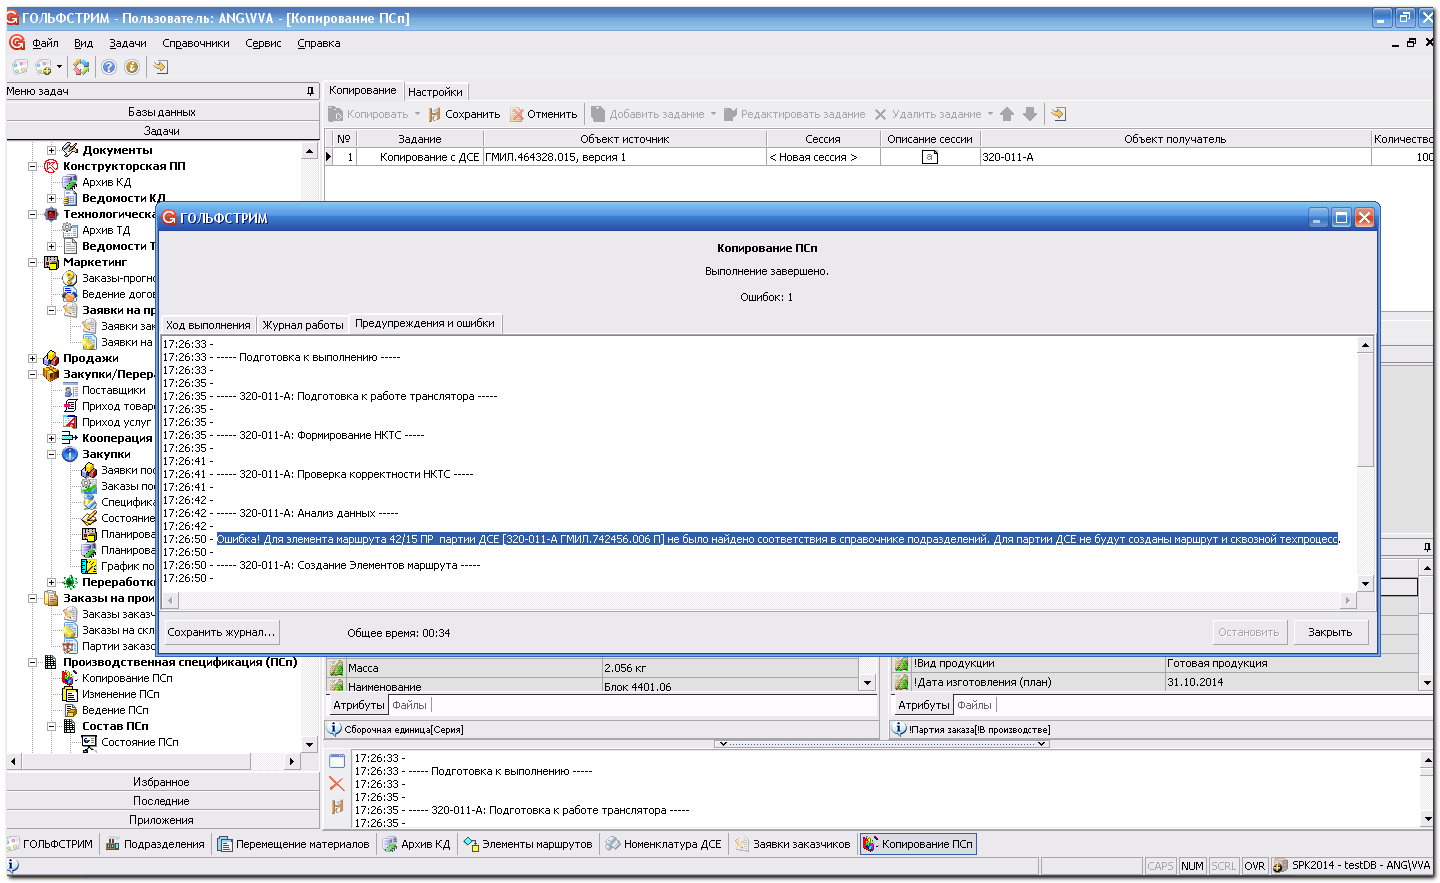 ГОЛЬФСТРИМ - Пользователь: ANG\VVA - [Копирование ПСп]
Файл Вид Задачи Справочники Сервис Справка
Меню задач
Базы данных
Задачи
Документы
Конструкторская ПП
Архив КД
Ведомости КД
Технологическа
Архив ТД
Ведомости Т
Маркетинг
Заказы-прогно
Ведение догов
Заявки на пр
Заявки зак
Заявки на
Продажи
Закупки/Перер
Поставщики
Приход товар
Приход услуг
Кооперация
Закупки
Заявки пос
Заказы по
Специфика
Состояние
Планирова
Планирова
График по
Переработк
Заказы на прои
Заказы заказч
Заказы на скл
Партии заказо
Производственная спецификация (ПСп)
Копирование ПСп
Изменение ПСп
Ведение ПСп
Состав ПСп
Состояние ПСп
Избранное
Последние
Приложения
Копирование Настройки
Копировать Сохранить Отменить Добавить задание Редактировать задание Удалить задание
№ Задание Объект источник Сессия Описание сессии Объект получатель Количество
1 Копирование с ДСЕ ГМИЛ.464328.015, версия 1 < Новая сессия > a 320-011-А 100
ГОЛЬФСТРИМ
Копирование ПСп
Выполнение завершено.
Ошибок: 1
Ход выполнения Журнал работы Предупреждения и ошибки
17:26:33 -
17:26:33 - ----- Подготовка к выполнению -----
17:26:33 -
17:26:35 -
17:26:35 - ----- 320-011-А: Подготовка к работе транслятора -----
17:26:35 -
17:26:35 -
17:26:35 - ----- 320-011-А: Формирование НКТС -----
17:26:35 -
17:26:41 -
17:26:41 - ----- 320-011-А: Проверка корректности НКТС -----
17:26:41 -
17:26:42 -
17:26:42 - ----- 320-011-А: Анализ данных -----
17:26:42 -
17:26:50 - Ошибка! Для элемента маршрута 42/15 ПР партии ДСЕ [320-011-А ГМИЛ.742456.006 П] не было найдено соответствия в справочнике подразделений. Для партии ДСЕ не будут созданы маршрут и сквозной техпроцесс.
17:26:50 -
17:26:50 - ----- 320-011-А: Создание Элементов маршрута -----
17:26:50 -
Сохранить журнал... Общее время: 00:34 Остановить Закрыть
Масса 2.056 кг
Наименование Блок 4401.06
Атрибуты Файлы
Сборочная единица[Серия]
!Вид продукции Готовая продукция
!Дата изготовления (план) 31.10.2014
Атрибуты Файлы
!Партия заказа[!В производстве]
17:26:33 -
17:26:33 - ----- Подготовка к выполнению -----
17:26:33 -
17:26:35 -
17:26:35 - ----- 320-011-А: Подготовка к работе транслятора -----
17:26:35 -
ГОЛЬФСТРИМ Подразделения Перемещение материалов Архив КД Элементы маршрутов Номенклатура ДСЕ Заявки заказчиков Копирование ПСп
CAPS NUM SCRL OVR SPK2014 - testDB - ANG\VVA